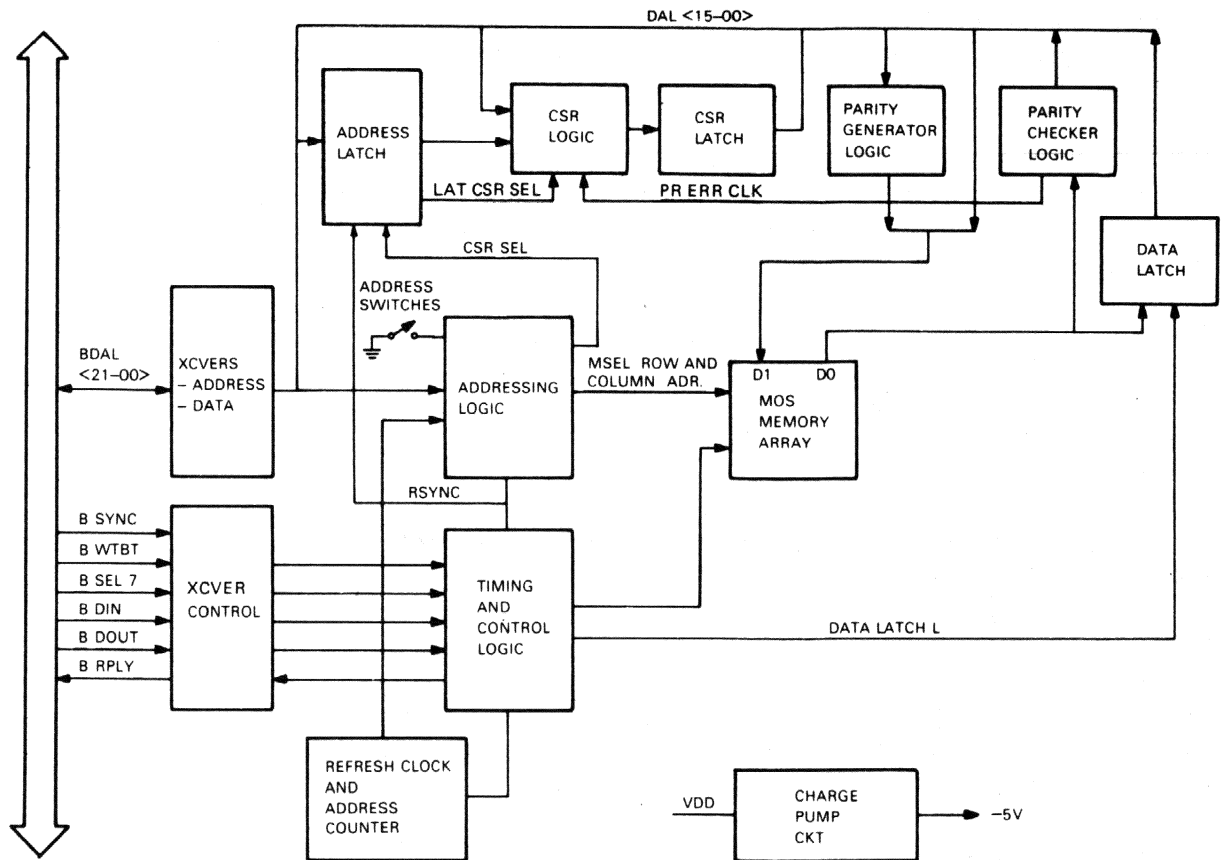 DAL <15-00>
ADDRESS
LATCH
CSR
LOGIC
CSR
LATCH
PARITY
GENERATOR
LOGIC
PARITY
CHECKER
LOGIC
LAT CSR SEL
PR ERR CLK
CSR SEL
DATA
LATCH
ADDRESS
SWITCHES
BDAL
<21-00>
XCVERS
- ADDRESS
- DATA
ADDRESSING
LOGIC
MSEL ROW AND
COLUMN ADR.
D1 D0
MOS
MEMORY
ARRAY
RSYNC
B SYNC
B WTBT
B SEL 7
B DIN
B DOUT
B RPLY
XCVER
CONTROL
TIMING
AND
CONTROL
LOGIC
DATA LATCH L
REFRESH CLOCK
AND
ADDRESS
COUNTER
VDD
CHARGE
PUMP
CKT
-5V